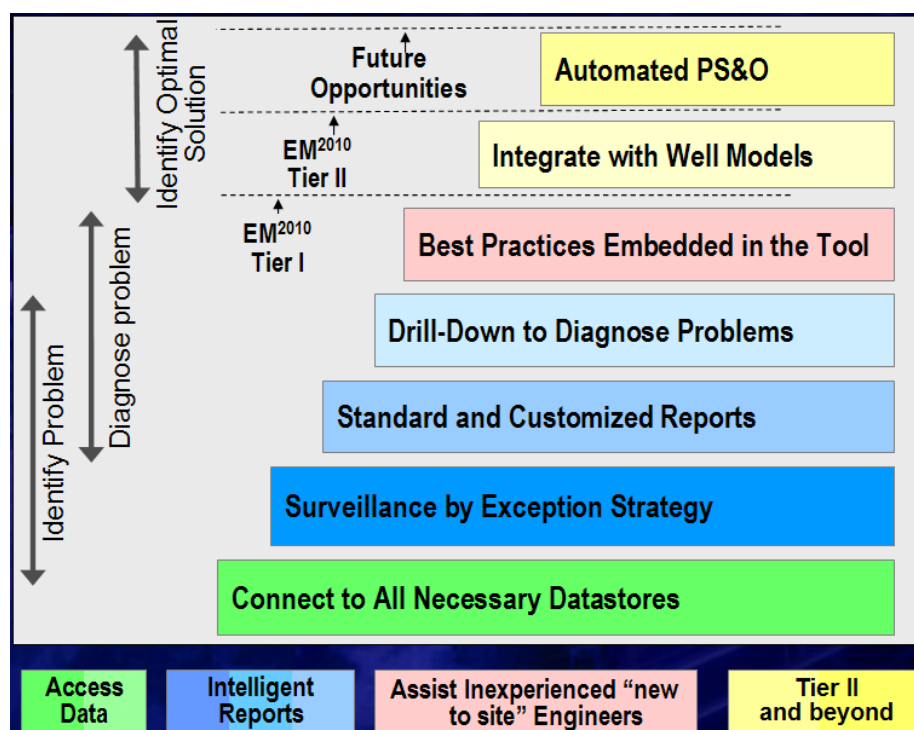 Identify Optimal
Solution
Diagnose problem
Identify Problem
Future
Opportunities
EM2010
Tier II
EM2010
Tier I
Automated PS&O
Integrate with Well Models
Best Practices Embedded in the Tool
Drill-Down to Diagnose Problems
Standard and Customized Reports
Surveillance by Exception Strategy
Connect to All Necessary Datastores
Access
Data
Intelligent
Reports
Assist Inexperienced “new
to site” Engineers
Tier II
and beyond